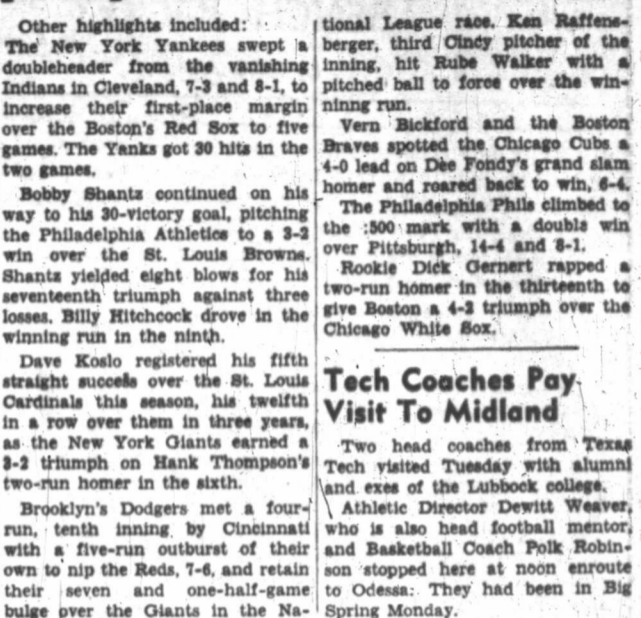 Other highlights included:
The New York Yankees swept a
doubleheader from the vanishing
Indians in Cleveland, 7-3 and 8-1, to
increase their first-place margin
over the Boston's Red Sox to five
games. The Yanks got 30 hits in the
two games.
Bobby Shantz continued on his
way to his 30-victory goal, pitching
the Philadelphia Athletics to a 3-2
win over the St. Louis Browns.
Shantz yielded eight blows for his
seventeenth triumph against three
losses. Billy Hitchcock drove in the
winning run in the ninth.
Dave Koslo registered his fifth
straight success over the St. Louis
Cardinals this season, his twelfth
in a row over them in three years,
as the New York Giants earned a
3-2 triumph on Hank Thompson's
two-run homer in the sixth.
Brooklyn's Dodgers met a four-
run, tenth inning by Cincinnati
with a five-run outburst of their
own to nip the Reds, 7-6, and retain
their seven and one-half-game
bulge over the Giants in the Na-
tional League race. Ken Raffens-
berger, third Cindy pitcher of the
inning, hit Rube Walker with a
pitched ball to force over the win-
ninng run.
Vern Bickford and the Boston
Braves spotted the Chicago Cubs a
4-0 lead on Dee Fondy's grand slam
homer and roared back to win, 6-4.
The Philadelphia Phils climbed to
the :500 mark with a double win
over Pittsburgh, 14-4 and 8-1.
Rookie Dick Gernert rapped a
two-run homer in the thirteenth to
give Boston a 4-2 triumph over the
Chicago White Sox.
Tech Coaches Pay
Visit To Midland
Two head coaches from Texas
Tech visited Tuesday with alumni
and exes of the Lubbock college.
Athletic Director Dewitt Weaver,
who is also head football mentor,
and Basketball Coach Polk Robin-
son stopped here at noon enroute
to Odessa. They had been in Big
Spring Monday.